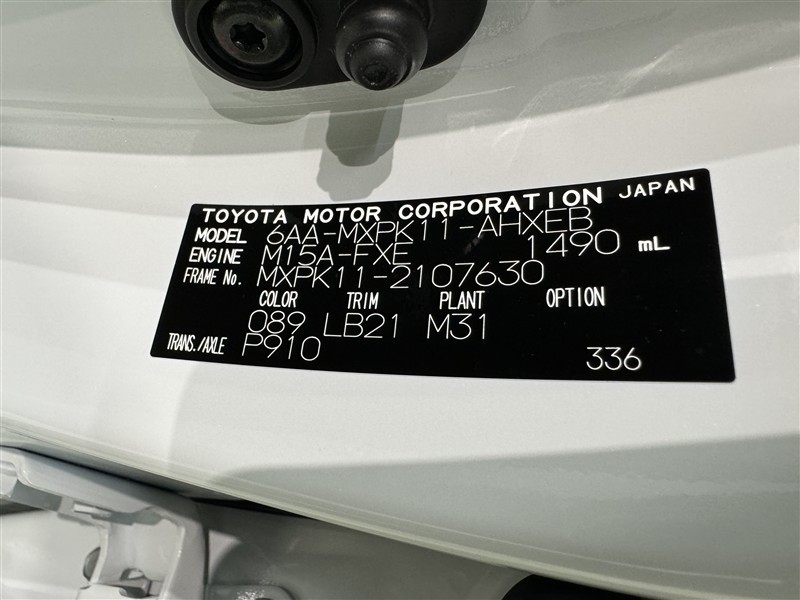 TOYOTA MOTOR CORPORATION JAPAN
MODEL 6AA-MXPK11-AHXEB
ENGINE M15A-FXE 1490 mL
FRAME No. MXPK11-2107630
COLOR TRIM PLANT OPTION
089 LB21 M31
TRANS./AXLE P910
336